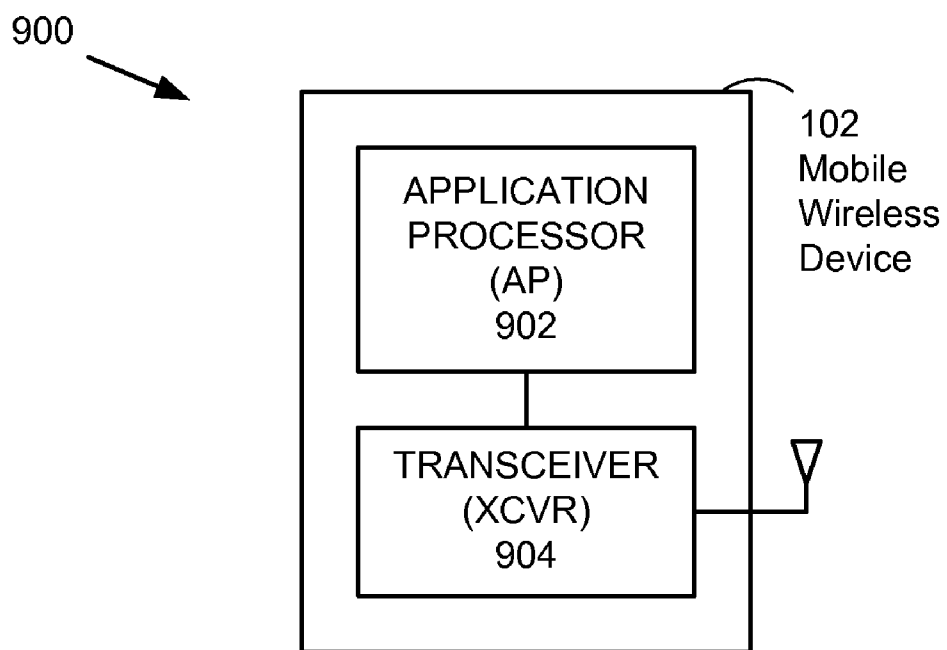 900
102
Mobile
Wireless
Device
APPLICATION
PROCESSOR
(AP)
902
TRANSCEIVER
(XCVR)
904